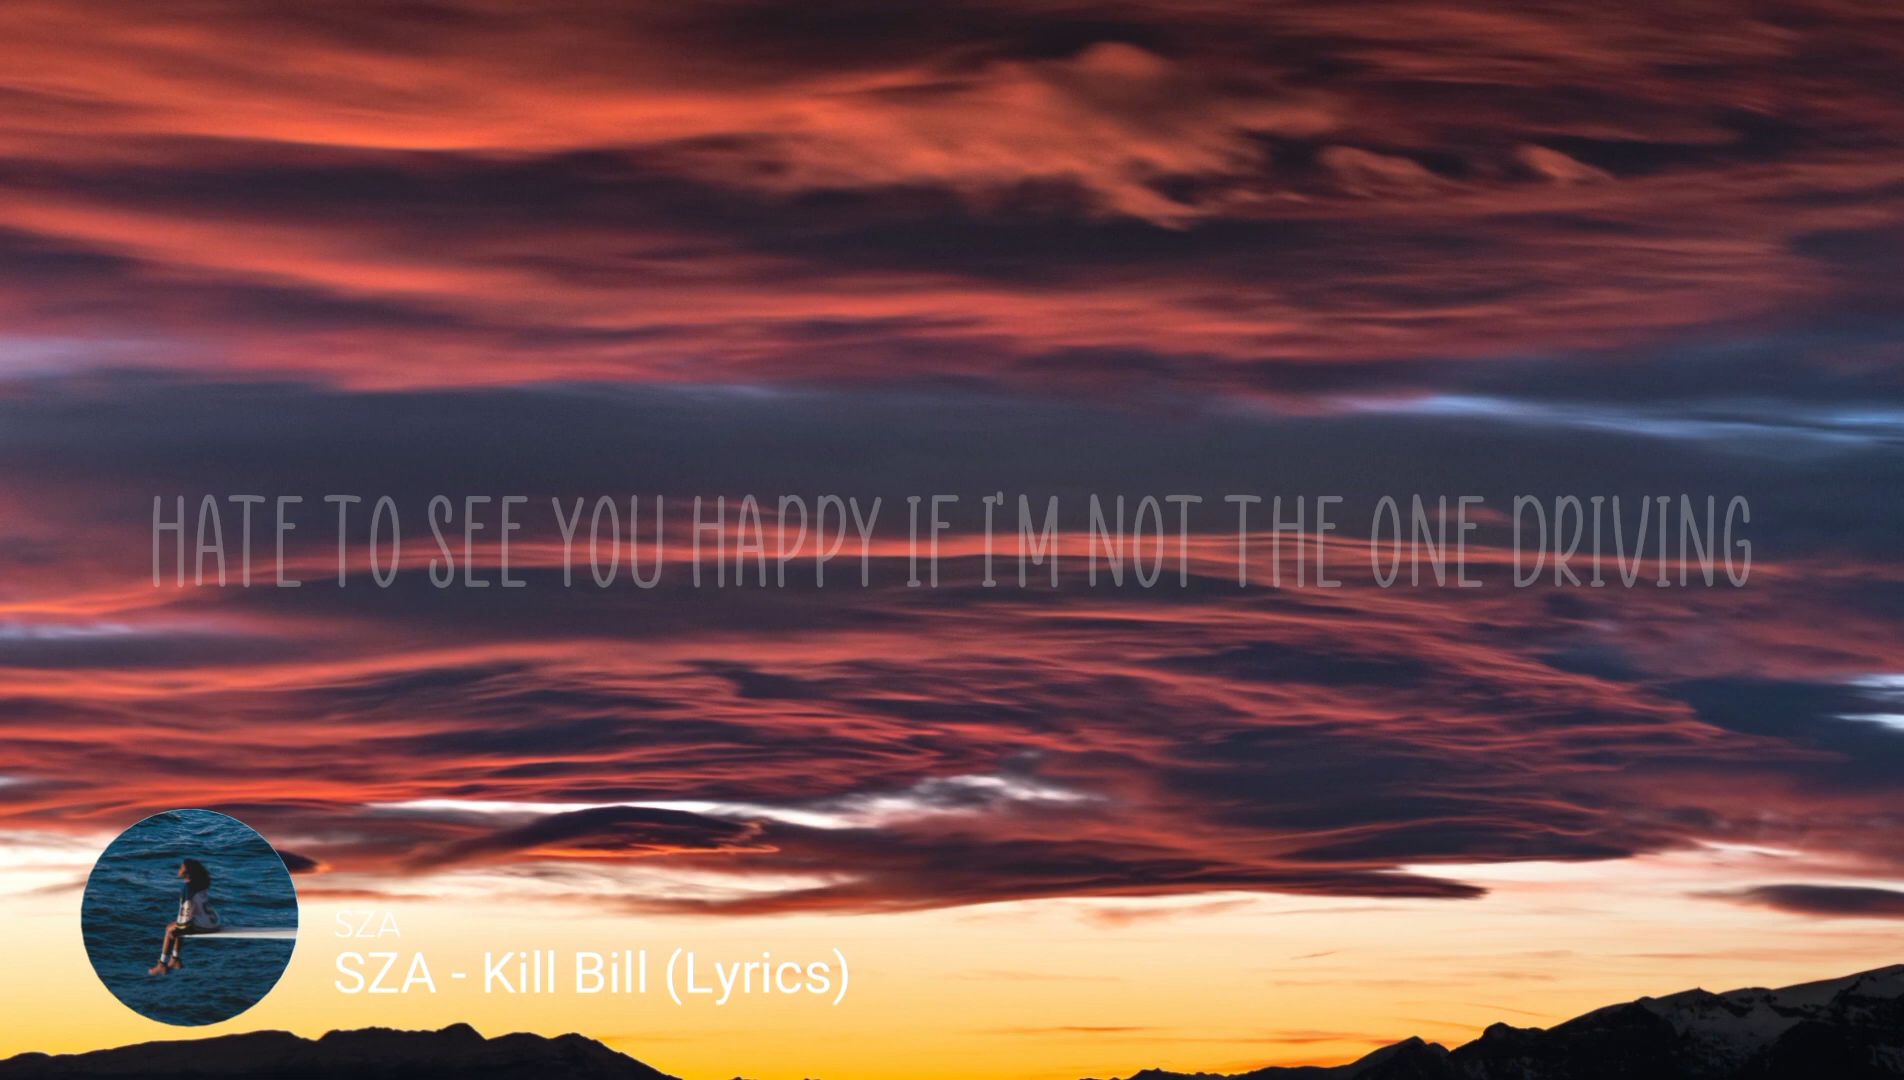 HATE TO SEE YOU HAPPY IF I'M NOT THE ONE DRIVING
SZA
SZA - Kill Bill (Lyrics)